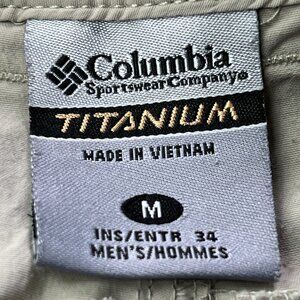 Columbia
Sportswear Company®
TITANIUM
MADE IN VIETNAM
M
INS/ENTR 34
MEN'S/HOMMES